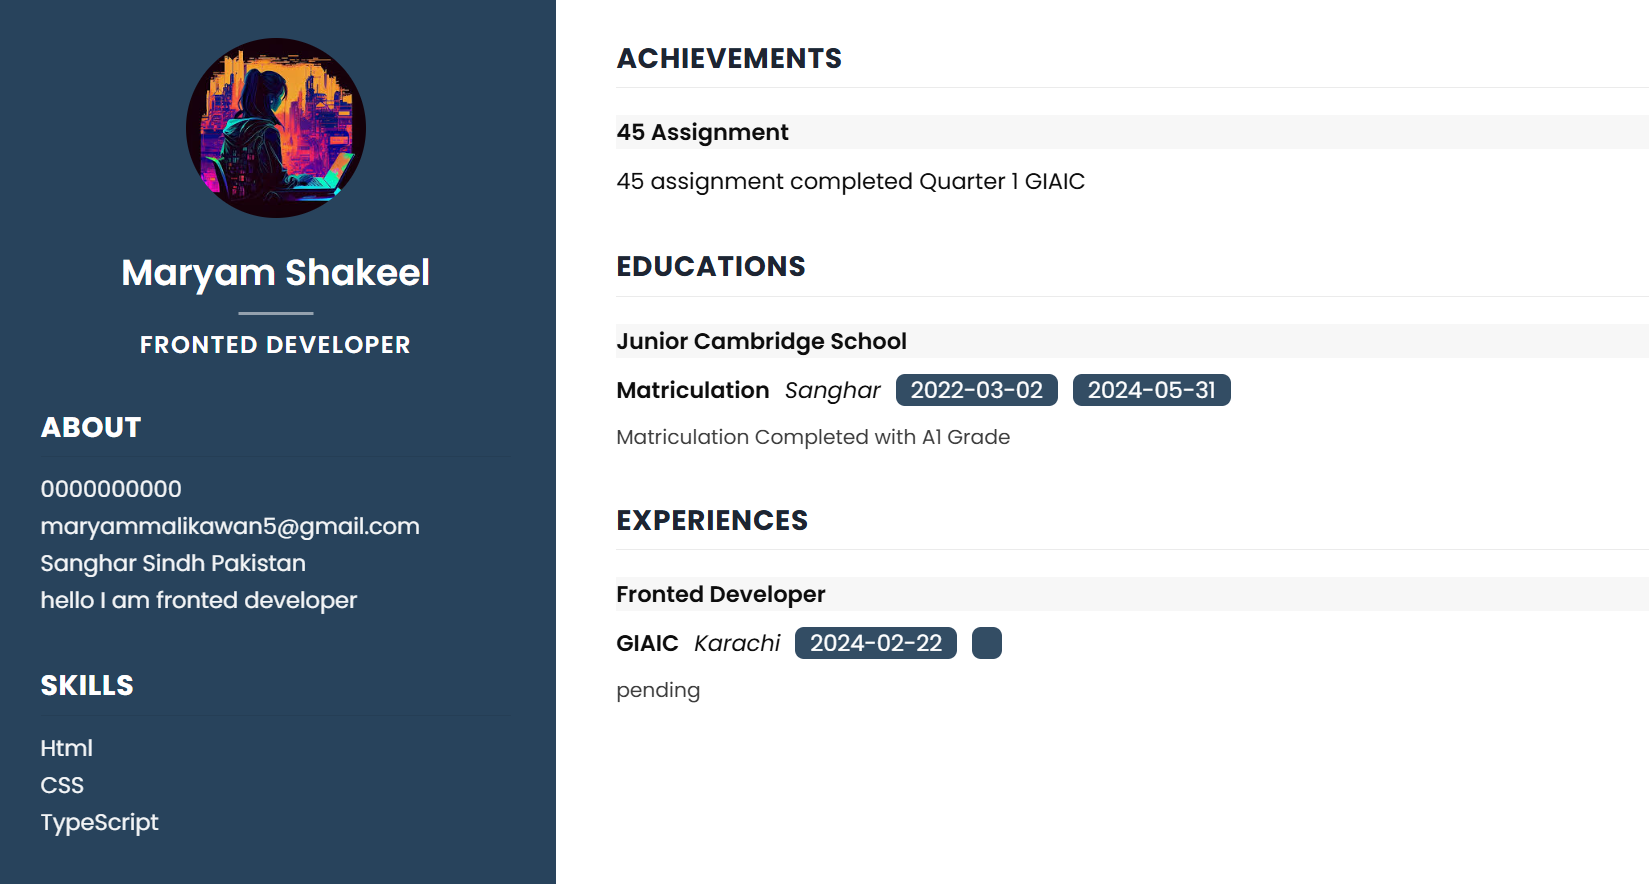 Maryam Shakeel
FRONTED DEVELOPER
ABOUT
0000000000
maryammalikawan5@gmail.com
Sanghar Sindh Pakistan
hello I am fronted developer
SKILLS
Html
CSS
TypeScript
ACHIEVEMENTS
45 Assignment
45 assignment completed Quarter 1 GIAIC
EDUCATIONS
Junior Cambridge School
Matriculation Sanghar 2022-03-02 2024-05-31
Matriculation Completed with A1 Grade
EXPERIENCES
Fronted Developer
GIAIC Karachi 2024-02-22
pending